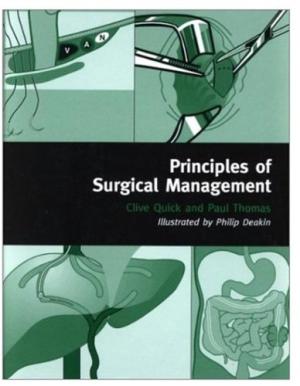 V A N
Principles of
Surgical Management
Clive Quick and Paul Thomas
Illustrated by Philip Deakin